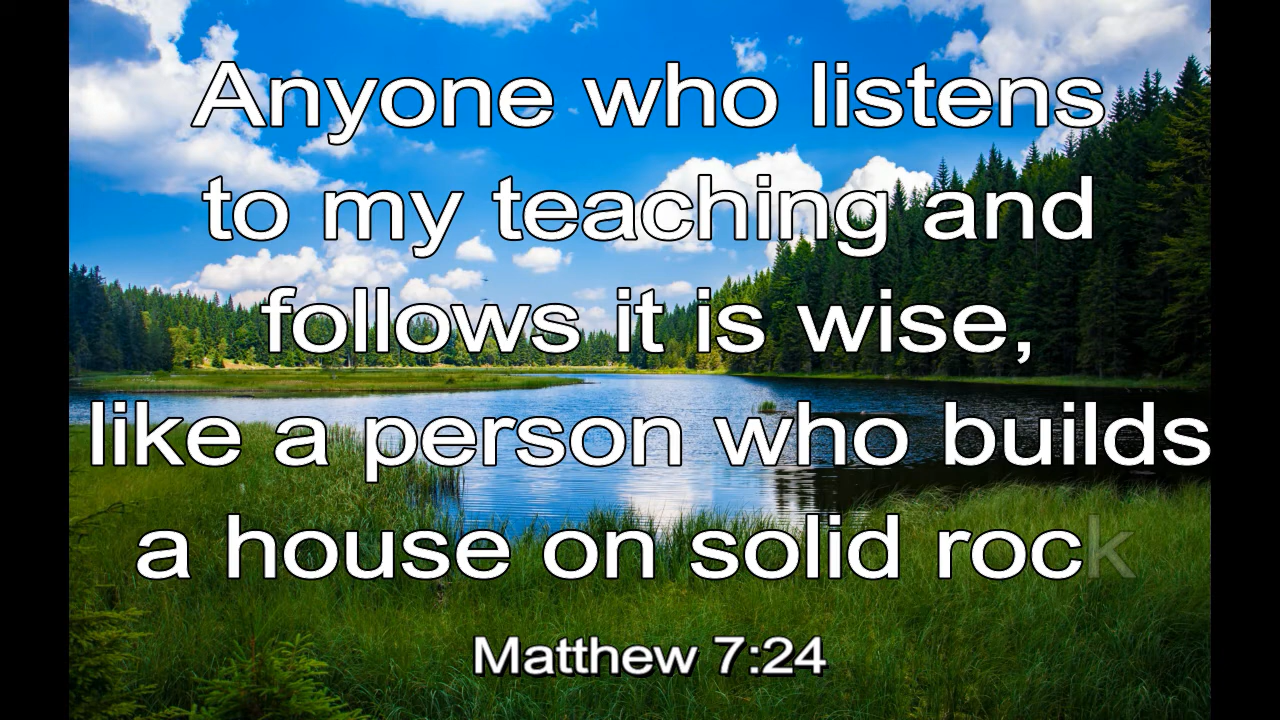 Anyone who listens
to my teaching and
follows it is wise,
like a person who builds
a house on solid rock
Matthew 7:24